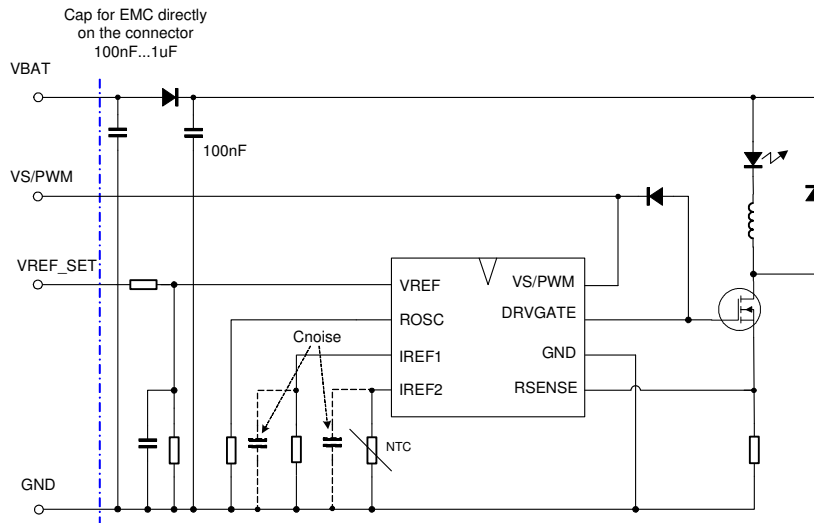 Cap for EMC directly
on the connector
100nF...1uF
VBAT
100nF
VS/PWM
VREF_SET
VREF
VS/PWM
ROSC
DRVGATE
Cnoise
IREF1
GND
IREF2
RSENSE
NTC
GND